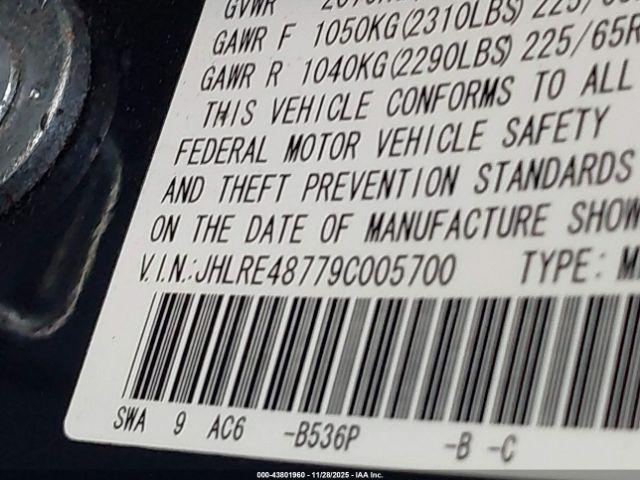 GVWR
GAWR F 1050KG(2310LBS) 225/65R
GAWR R 1040KG(2290LBS) 225/65R
THIS VEHICLE CONFORMS TO ALL
FEDERAL MOTOR VEHICLE SAFETY
AND THEFT PREVENTION STANDARDS
ON THE DATE OF MANUFACTURE SHOW
V.I.N.:JHLRE48779C005700 TYPE:M
SWA 9 AC6 -B536P -B -C
000-43801960 - 11/28/2025 - IAA Inc.